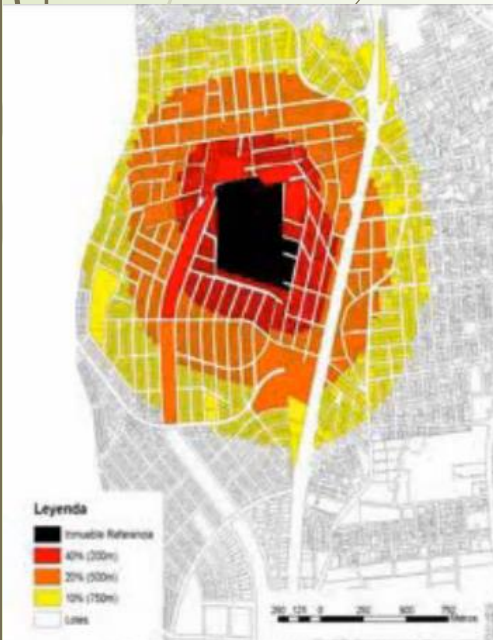 Leyenda
Inmueble Referencia
40% (200m)
20% (500m)
10% (750m)
Lotes
250 125 0 250 500 750
Metros